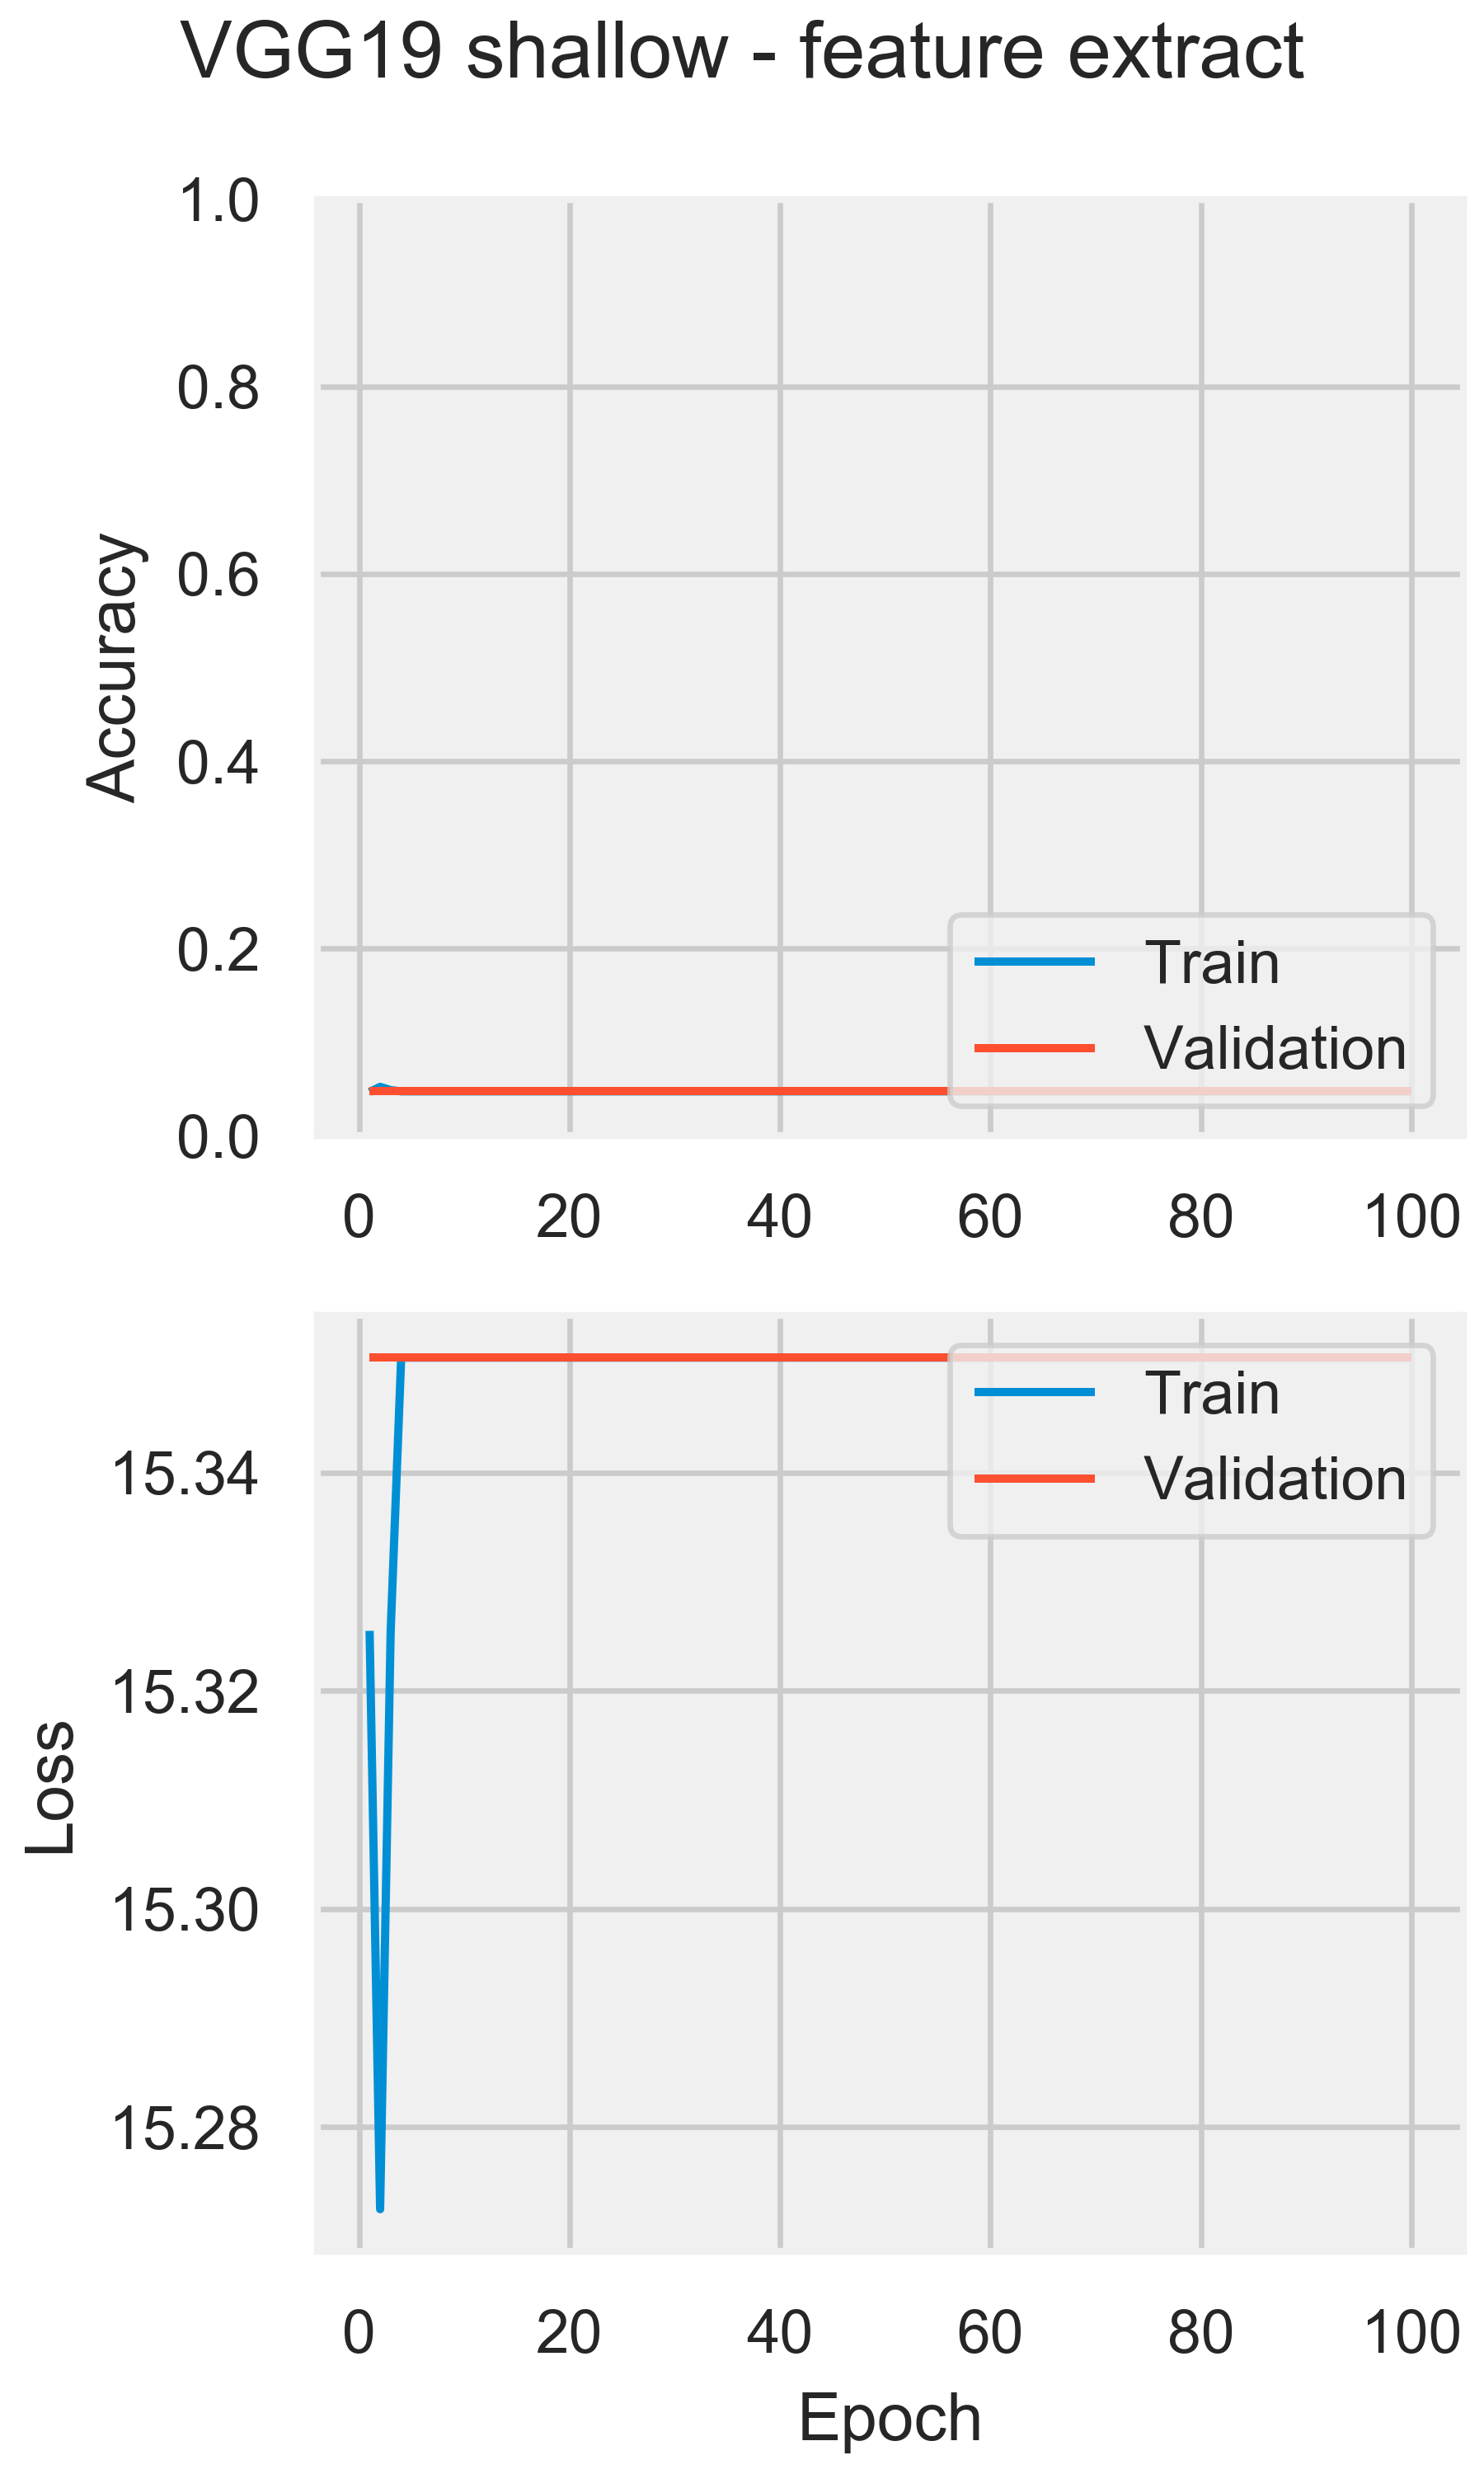 VGG19 shallow - feature extract
1.0
0.8
0.6
0.4
0.2
0.0
Accuracy
Train
Validation
0 20 40 60 80 100
15.34
15.32
15.30
15.28
Loss
Train
Validation
0 20 40 60 80 100
Epoch